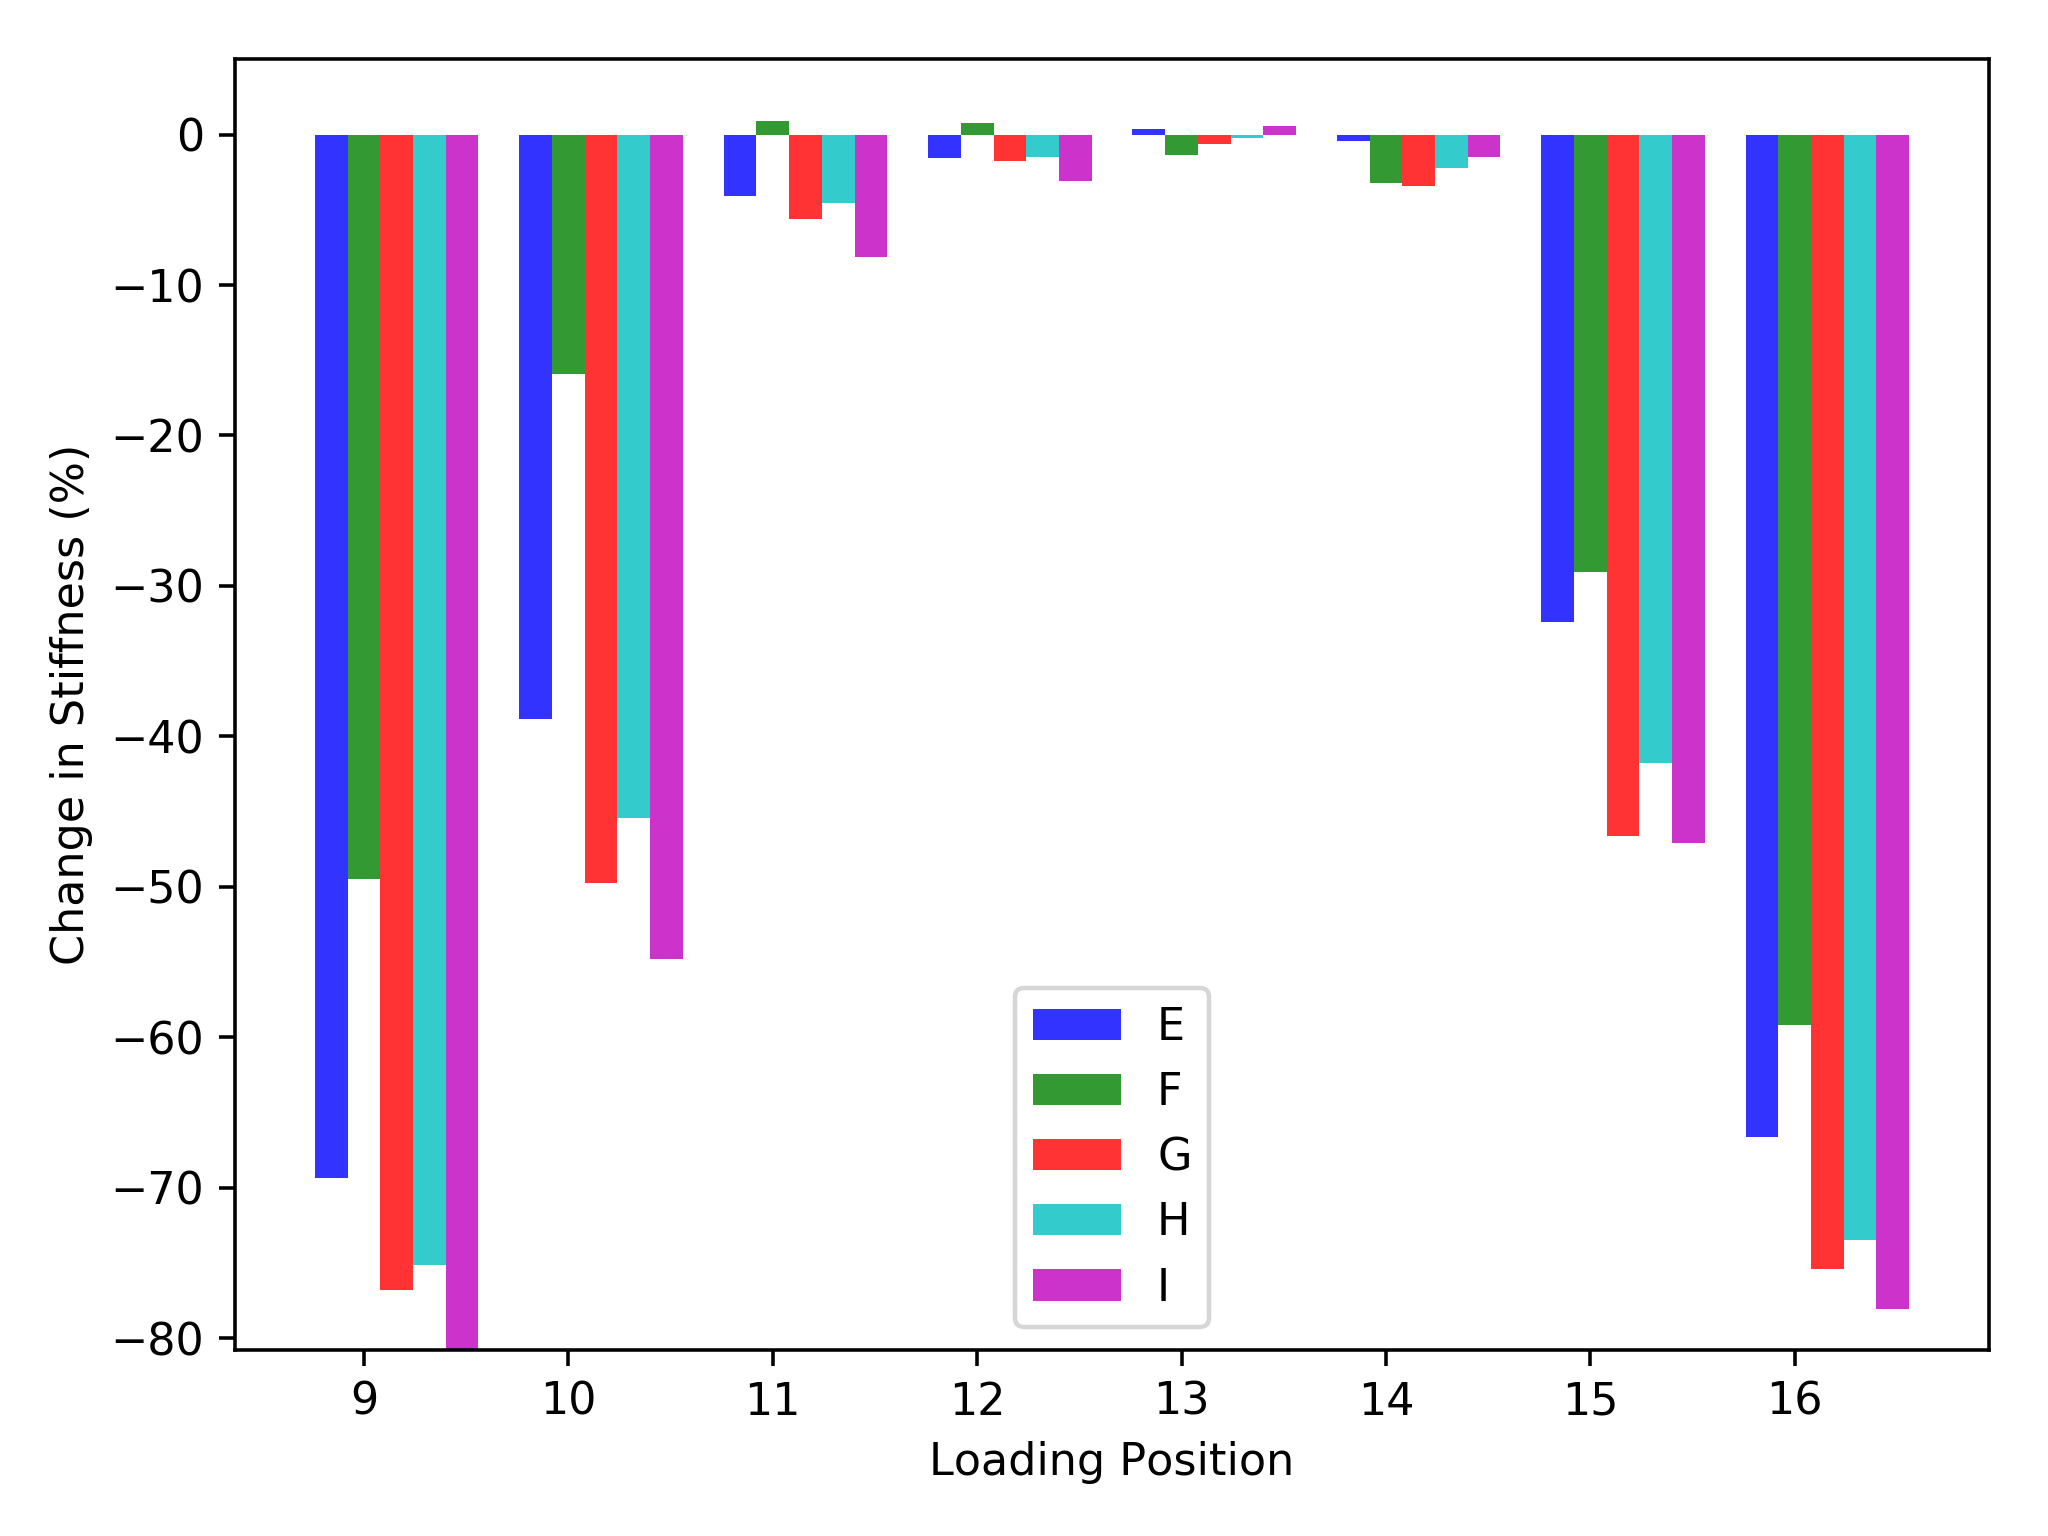 0
−10
−20
−30
−40
−50
−60
−70
−80
Change in Stiffness (%)
E
F
G
H
I
9 10 11 12 13 14 15 16
Loading Position